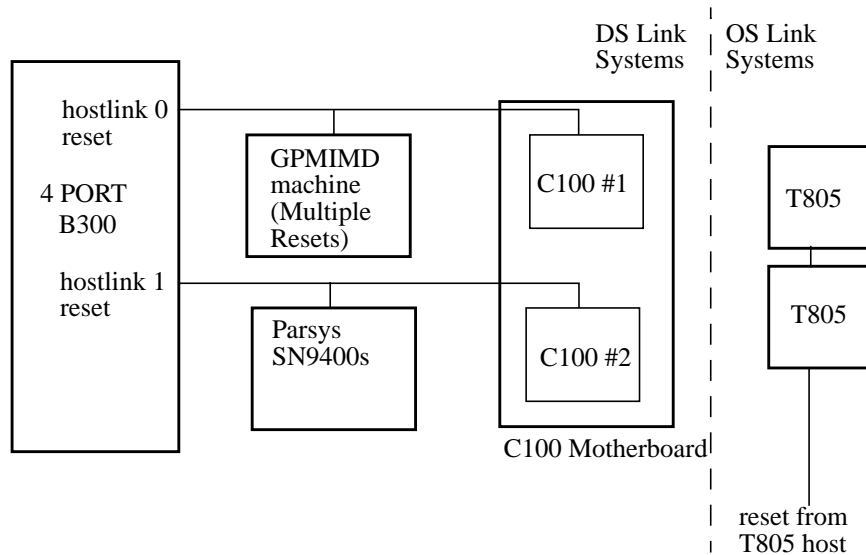 DS Link
Systems
OS Link
Systems
hostlink 0
reset
4 PORT
B300
hostlink 1
reset
GPMIMD
machine
(Multiple
Resets)
Parsys
SN9400s
C100 #1
C100 #2
C100 Motherboard
T805
T805
reset from
T805 host